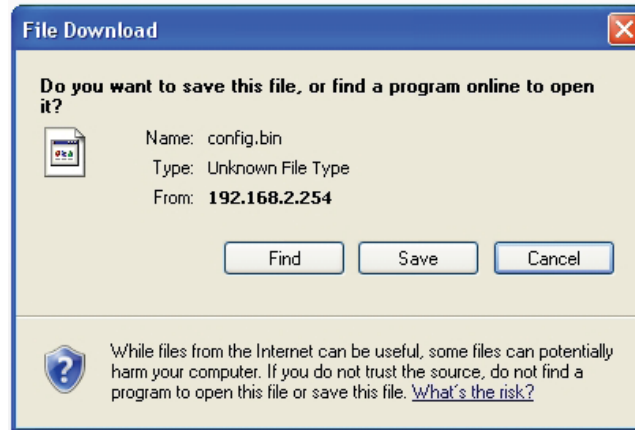 File Download
Do you want to save this file, or find a program online to open
it?
Name: config.bin
Type: Unknown File Type
From: 192.168.2.254
Find Save Cancel
While files from the Internet can be useful, some files can potentially
harm your computer. If you do not trust the source, do not find a
program to open this file or save this file. What's the risk?